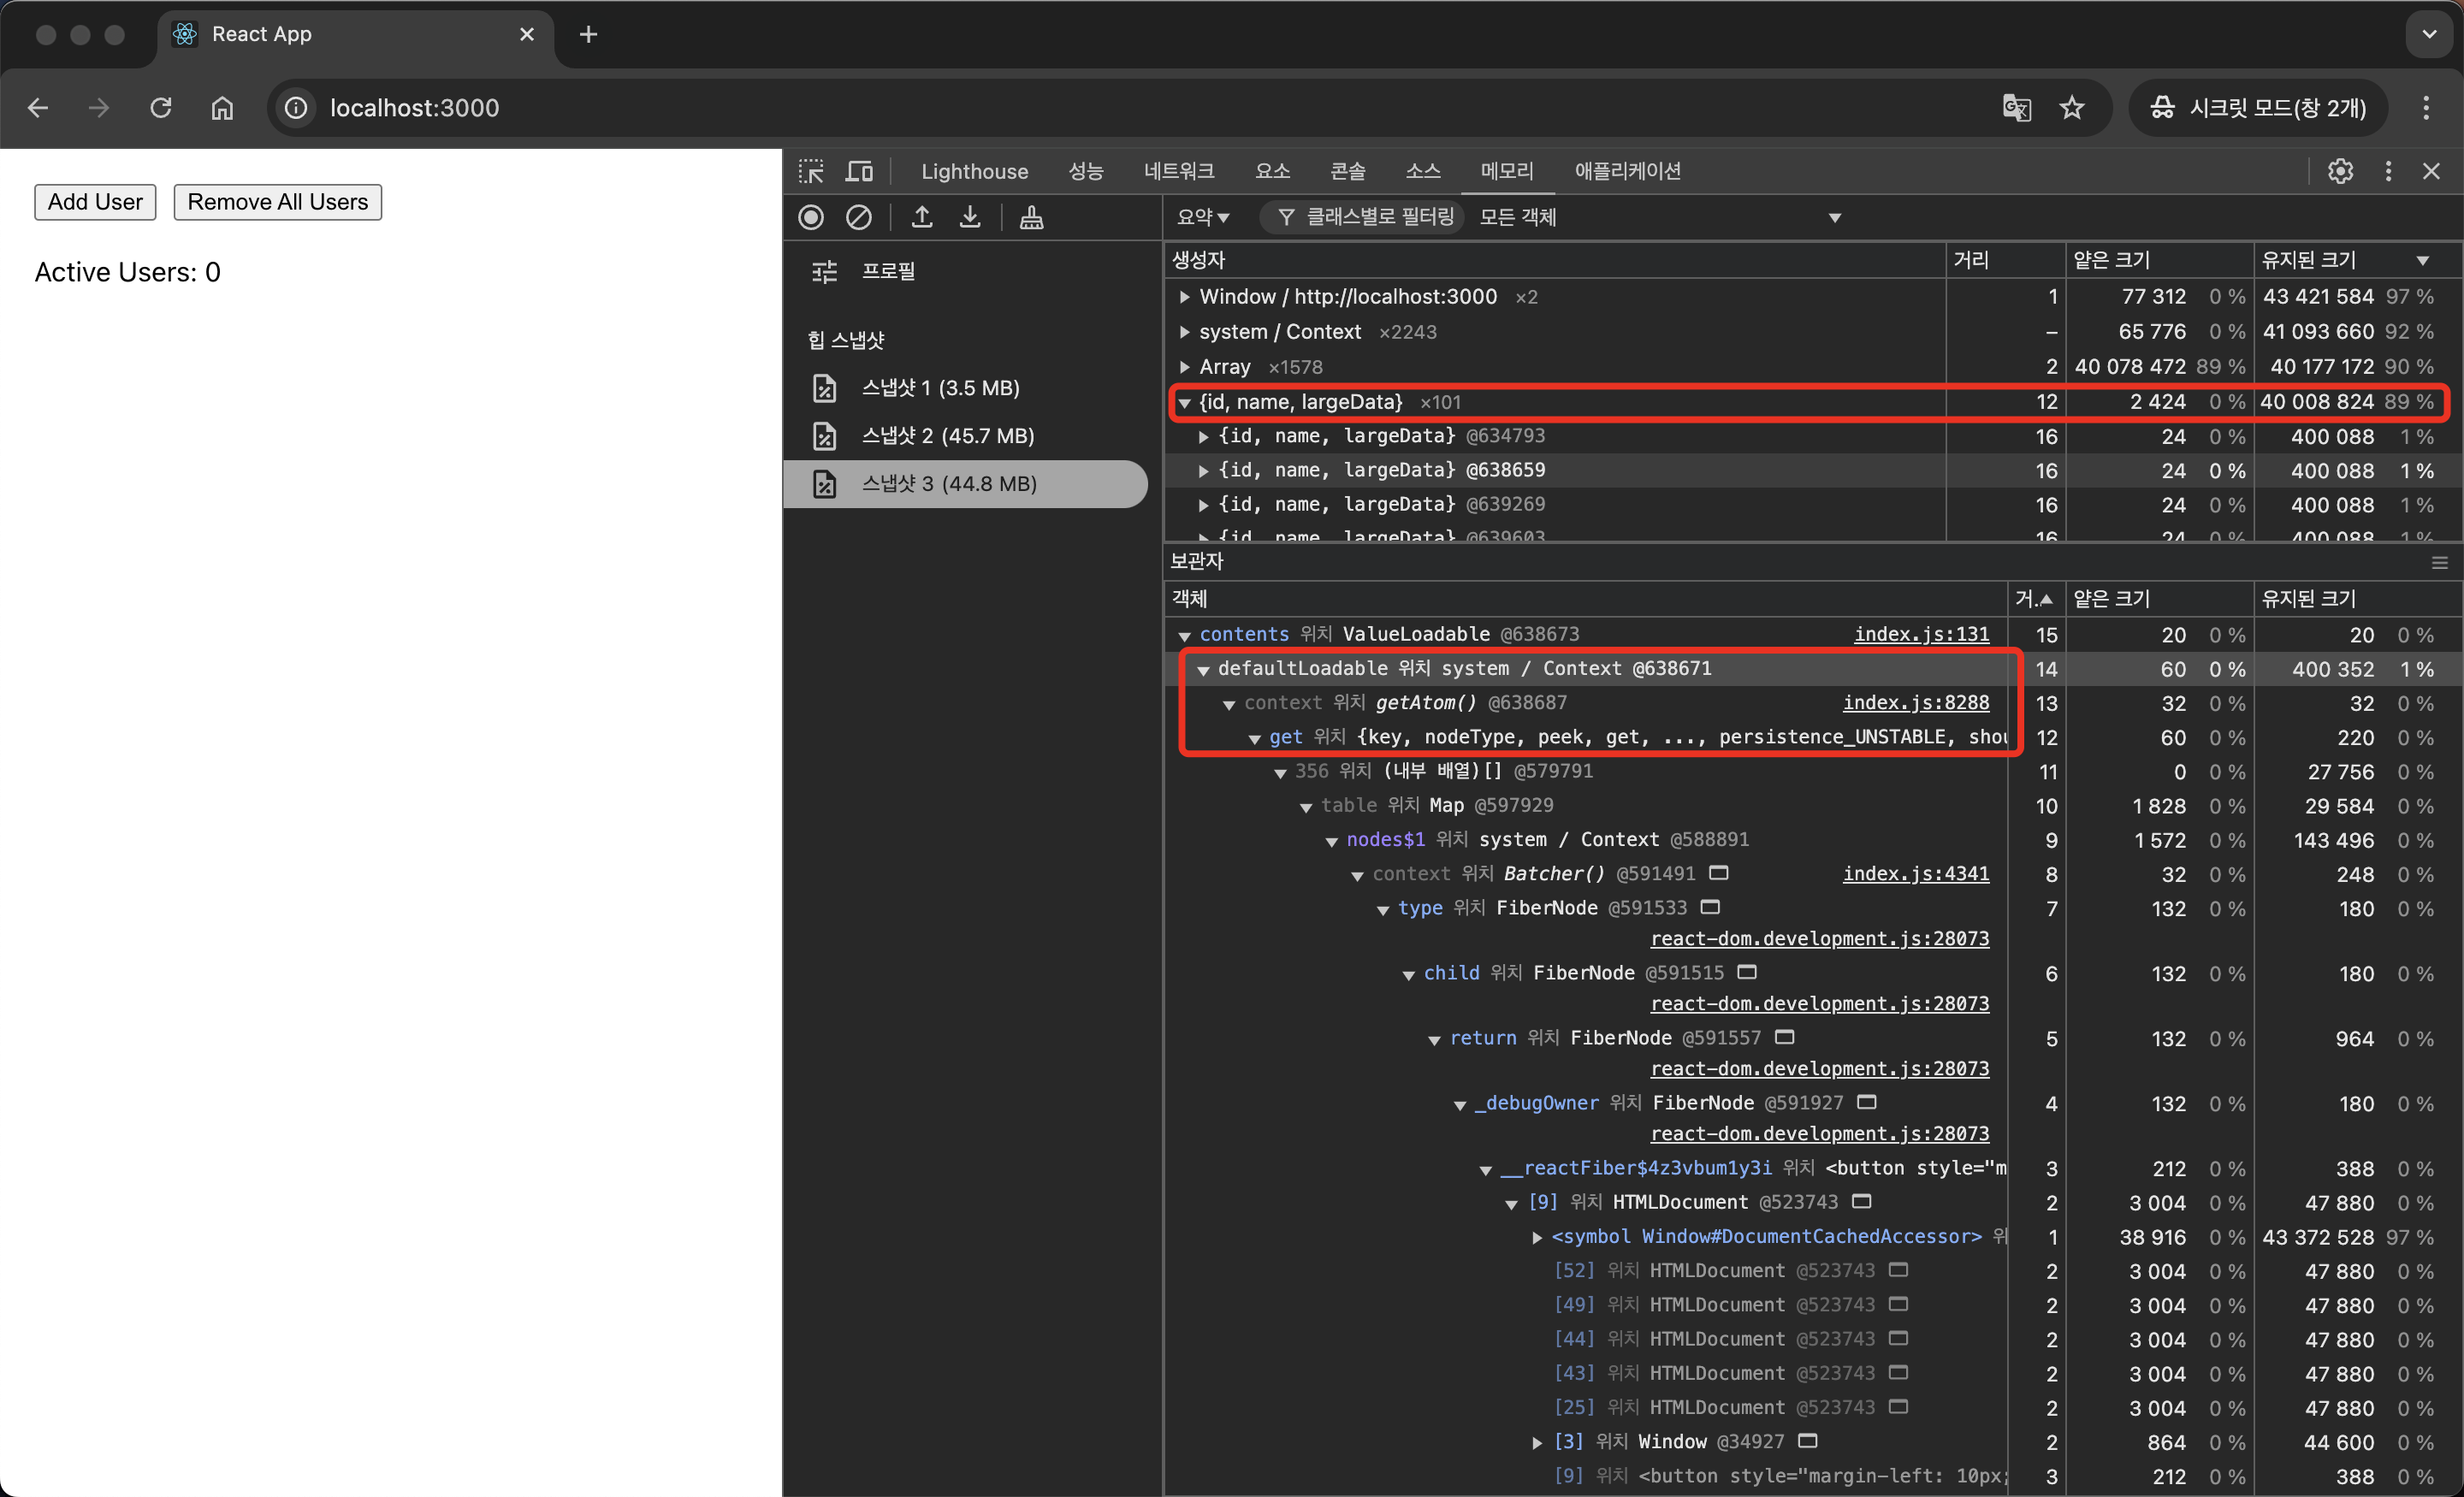 React App
localhost:3000
시크릿 모드(창 2개)
Add User
Remove All Users
Active Users: 0
Lighthouse 성능 네트워크 요소 콘솔 소스 메모리 애플리케이션
요약 클래스별로 필터링 모든 객체
프로필
힙 스냅샷
스냅샷 1 (3.5 MB)
스냅샷 2 (45.7 MB)
스냅샷 3 (44.8 MB)
생성자 거리 얕은 크기 유지된 크기
Window / http://localhost:3000 ×2 1 77 312 0 % 43 421 584 97 %
system / Context ×2243 – 65 776 0 % 41 093 660 92 %
Array ×1578 2 40 078 472 89 % 40 177 172 90 %
{id, name, largeData} ×101 12 2 424 0 % 40 008 824 89 %
{id, name, largeData} @634793 16 24 0 % 400 088 1 %
{id, name, largeData} @638659 16 24 0 % 400 088 1 %
{id, name, largeData} @639269 16 24 0 % 400 088 1 %
{id, name, largeData} @639603 16 24 0 % 400 088 1 %
보관자
객체 거.. 얕은 크기 유지된 크기
contents 위치 ValueLoadable @638673 index.js:131 15 20 0 % 20 0 %
defaultLoadable 위치 system / Context @638671 14 60 0 % 400 352 1 %
context 위치 getAtom() @638687 index.js:8288 13 32 0 % 32 0 %
get 위치 {key, nodeType, peek, get, ..., persistence_UNSTABLE, shou 12 60 0 % 220 0 %
356 위치 (내부 배열)[] @579791 11 0 0 % 27 756 0 %
table 위치 Map @597929 10 1 828 0 % 29 584 0 %
nodes$1 위치 system / Context @588891 9 1 572 0 % 143 496 0 %
context 위치 Batcher() @591491 index.js:4341 8 32 0 % 248 0 %
type 위치 FiberNode @591533 7 132 0 % 180 0 %
react-dom.development.js:28073
child 위치 FiberNode @591515 6 132 0 % 180 0 %
react-dom.development.js:28073
return 위치 FiberNode @591557 5 132 0 % 964 0 %
react-dom.development.js:28073
_debugOwner 위치 FiberNode @591927 4 132 0 % 180 0 %
react-dom.development.js:28073
__reactFiber$4z3vbum1y3i 위치 <button style="m 3 212 0 % 388 0 %
[9] 위치 HTMLDocument @523743 2 3 004 0 % 47 880 0 %
<symbol Window#DocumentCachedAccessor> 위 1 38 916 0 % 43 372 528 97 %
[52] 위치 HTMLDocument @523743 2 3 004 0 % 47 880 0 %
[49] 위치 HTMLDocument @523743 2 3 004 0 % 47 880 0 %
[44] 위치 HTMLDocument @523743 2 3 004 0 % 47 880 0 %
[43] 위치 HTMLDocument @523743 2 3 004 0 % 47 880 0 %
[25] 위치 HTMLDocument @523743 2 3 004 0 % 47 880 0 %
[3] 위치 Window @34927 2 864 0 % 44 600 0 %
[9] 위치 <button style="margin-left: 10px; 3 212 0 % 388 0 %